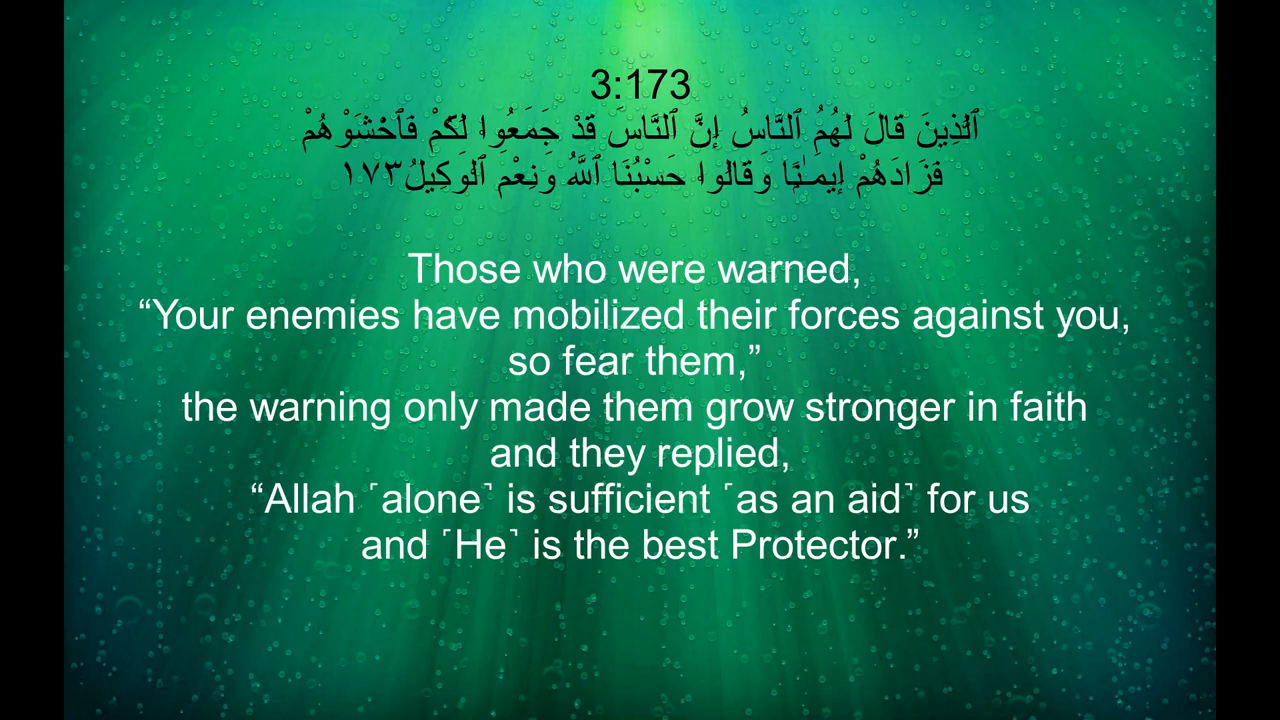 3:173
ٱلَّذِينَ قَالَ لَهُمُ ٱلنَّاسُ إِنَّ ٱلنَّاسَ قَدْ جَمَعُوا۟ لَكُمْ فَٱخْشَوْهُمْ
فَزَادَهُمْ إِيمَـٰنًۭا وَقَالُوا۟ حَسْبُنَا ٱللَّهُ وَنِعْمَ ٱلْوَكِيلُ ١٧٣
Those who were warned,
“Your enemies have mobilized their forces against you,
so fear them,”
the warning only made them grow stronger in faith
and they replied,
“Allah ˹alone˺ is sufficient ˹as an aid˺ for us
and ˹He˺ is the best Protector.”